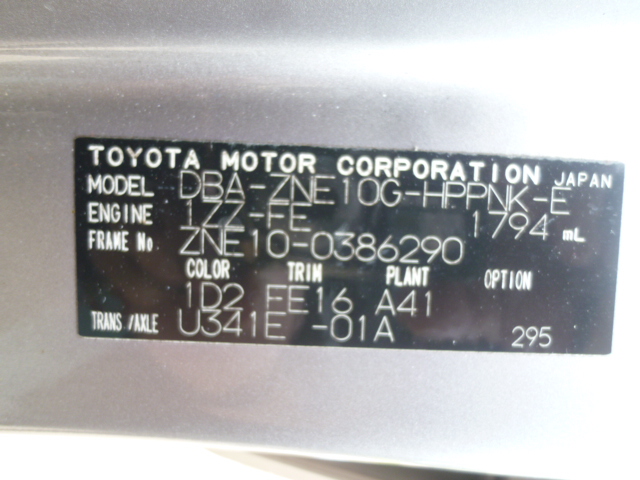 TOYOTA MOTOR CORPORATION JAPAN
MODEL DBA-ZNE10G-HPPNK-E
ENGINE 1ZZ-FE 1794 mL
FRAME No ZNE10-0386290
COLOR TRIM PLANT OPTION
1D2 FE16 A41
TRANS/AXLE U341E -01A 295